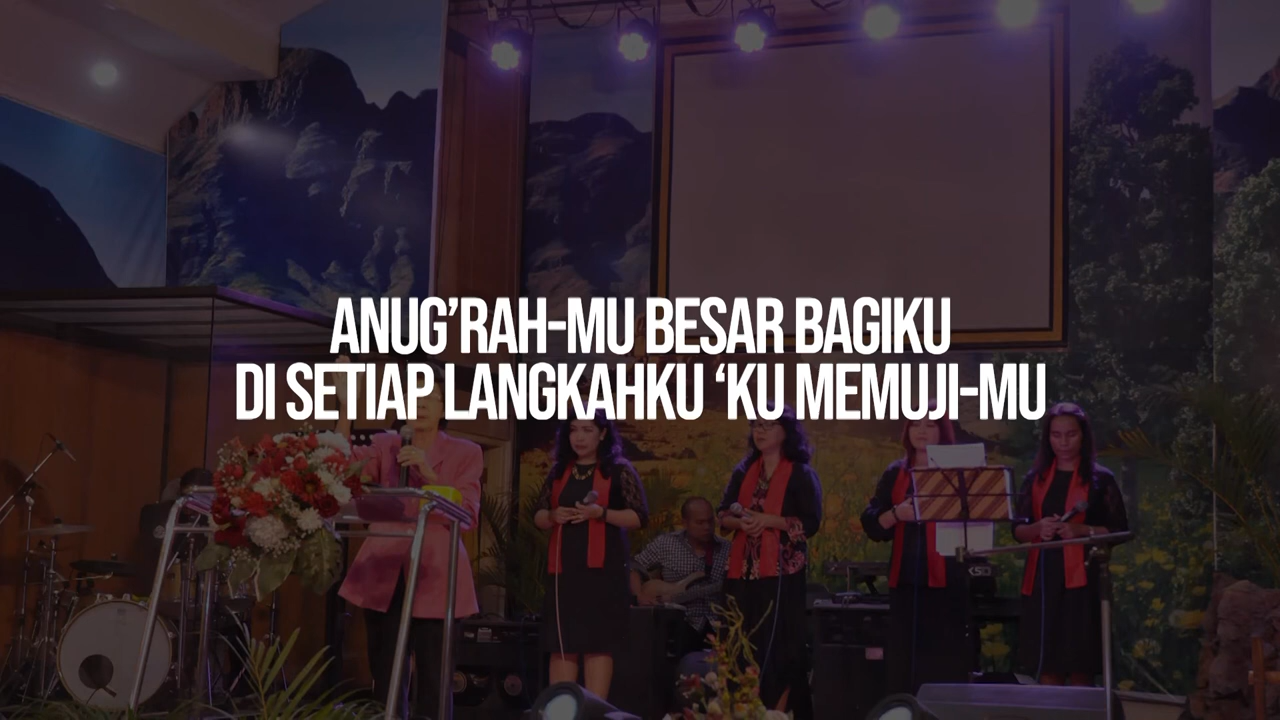 ANUG’RAH-MU BESAR BAGIKU
DI SETIAP LANGKAHKU ‘KU MEMUJI-MU